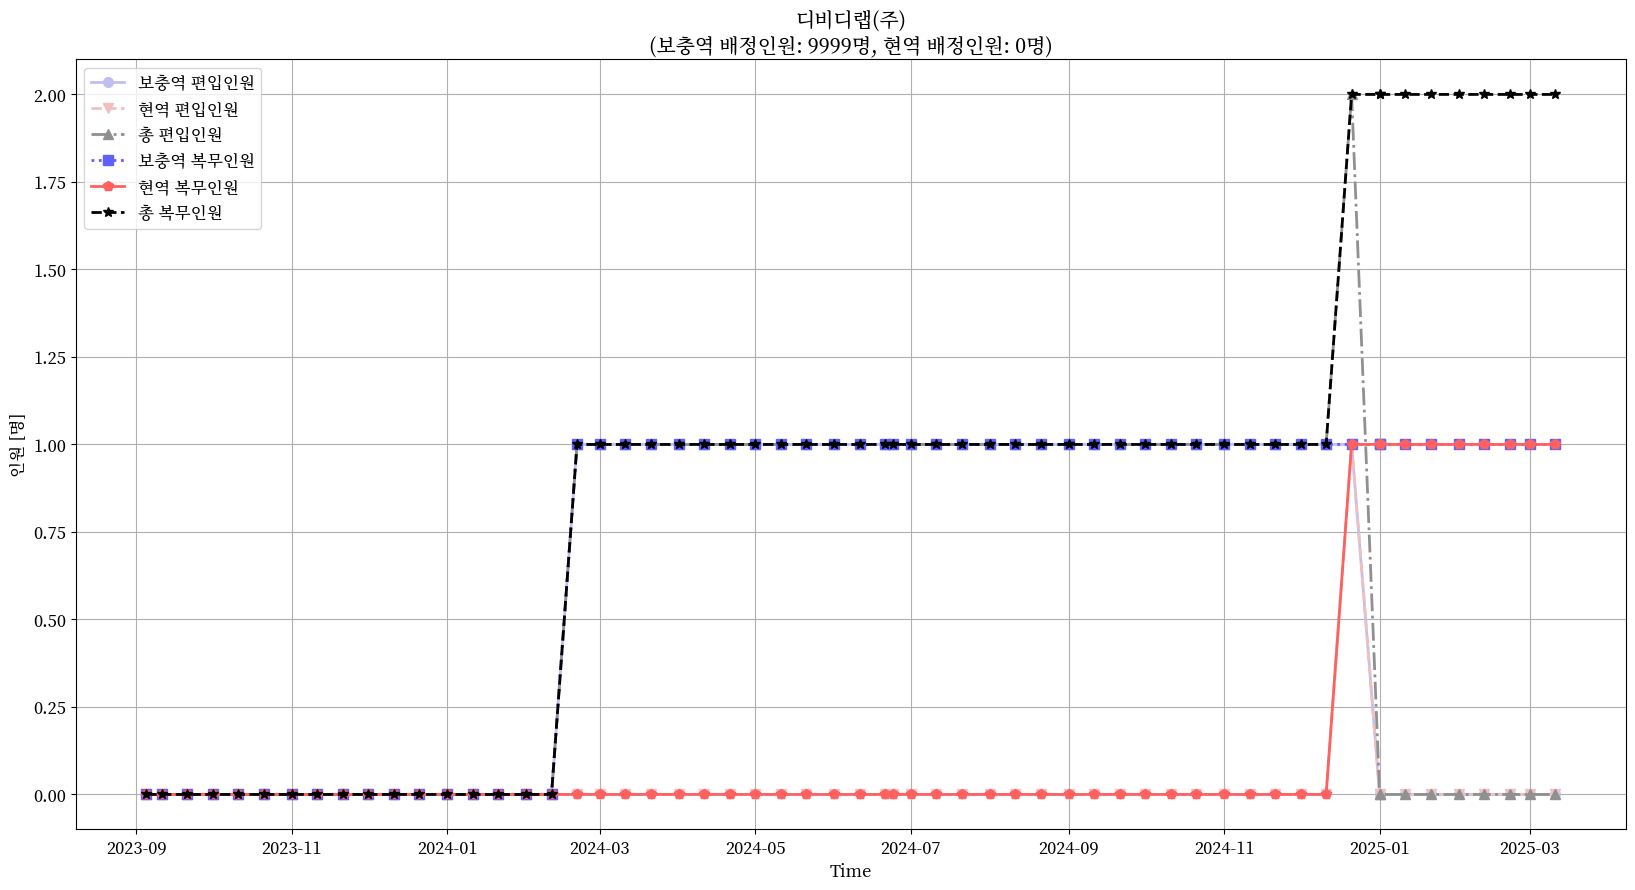 디비디랩(주)
(보충역 배정인원: 9999명, 현역 배정인원: 0명)
보충역 편입인원
현역 편입인원
총 편입인원
보충역 복무인원
현역 복무인원
총 복무인원
2.00
1.75
1.50
1.25
1.00
0.75
0.50
0.25
0.00
인원 [명]
2023-09
2023-11
2024-01
2024-03
2024-05
2024-07
2024-09
2024-11
2025-01
2025-03
Time